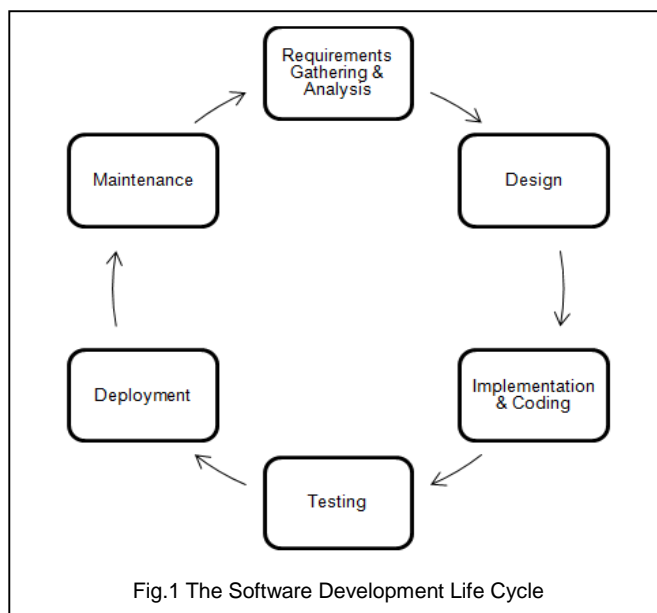 Requirements
Gathering &
Analysis
Maintenance
Design
Deployment
Implementation
& Coding
Testing
Fig.1 The Software Development Life Cycle